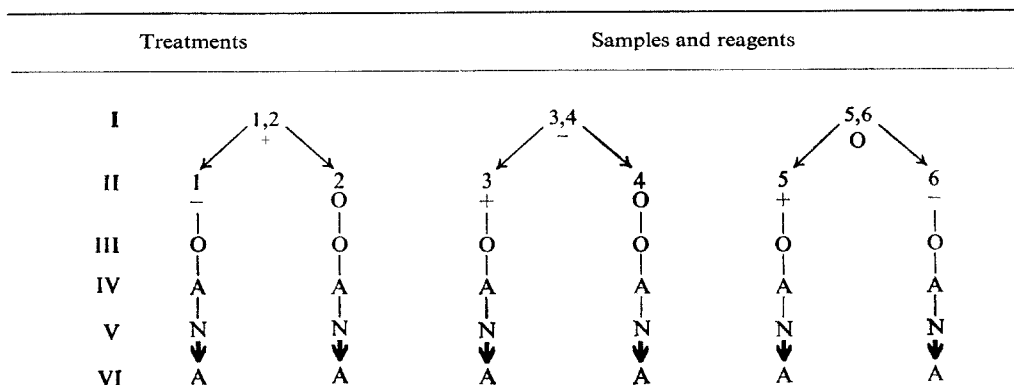 Treatments Samples and reagents
I 1,2 3,4 5,6
+ − O
II 1 2 3 4 5 6
− O + O + −
III O O O O O O
IV A A A A A A
V N N N N N N
VI A A A A A A